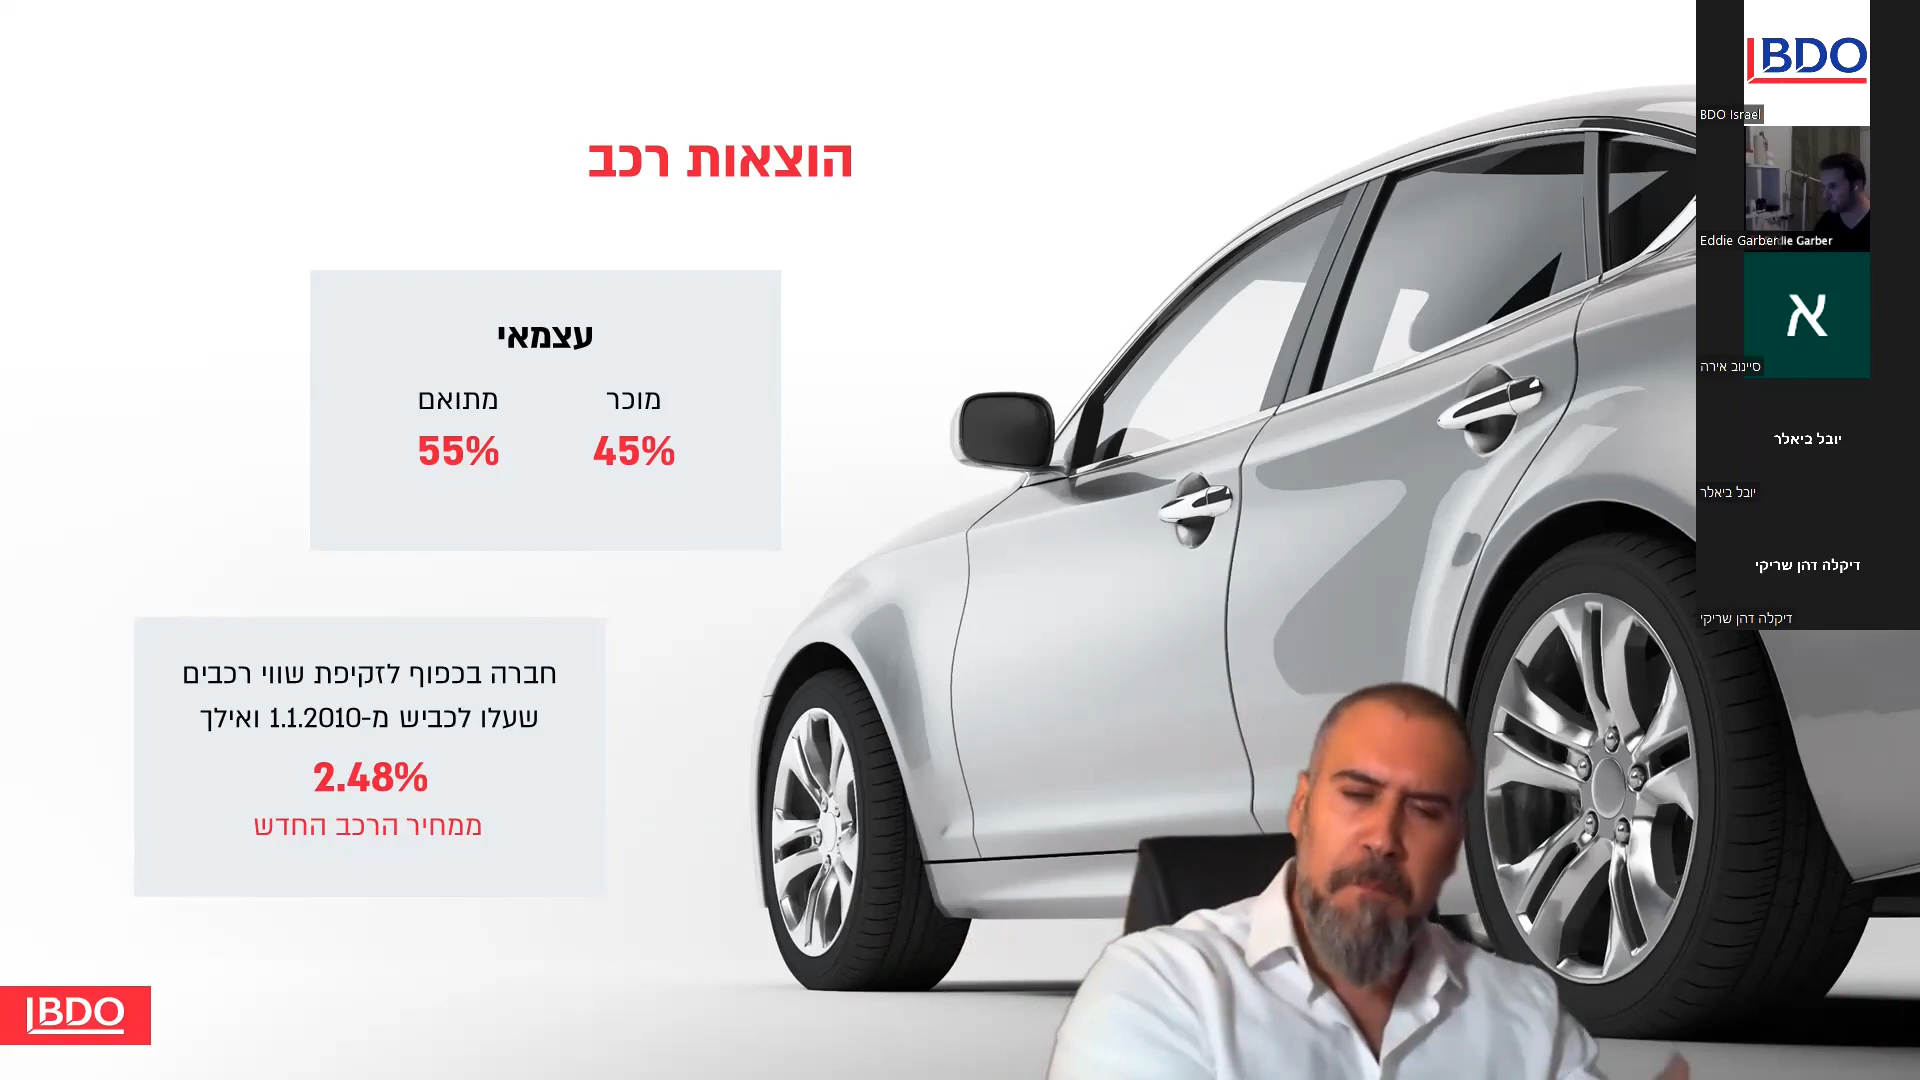 הוצאות רכב
עצמאי
מוכר מתואם
45% 55%
חברה בכפוף לזקיפת שווי רכבים
שעלו לכביש מ-1.1.2010 ואילך
2.48%
ממחיר הרכב החדש
BDO
BDO
BDO Israel
Eddie Garber
lie Garber
א
סיינוב אירה
יובל ביאלר
יובל ביאלר
דיקלה דהן שריקי
דיקלה דהן שריקי